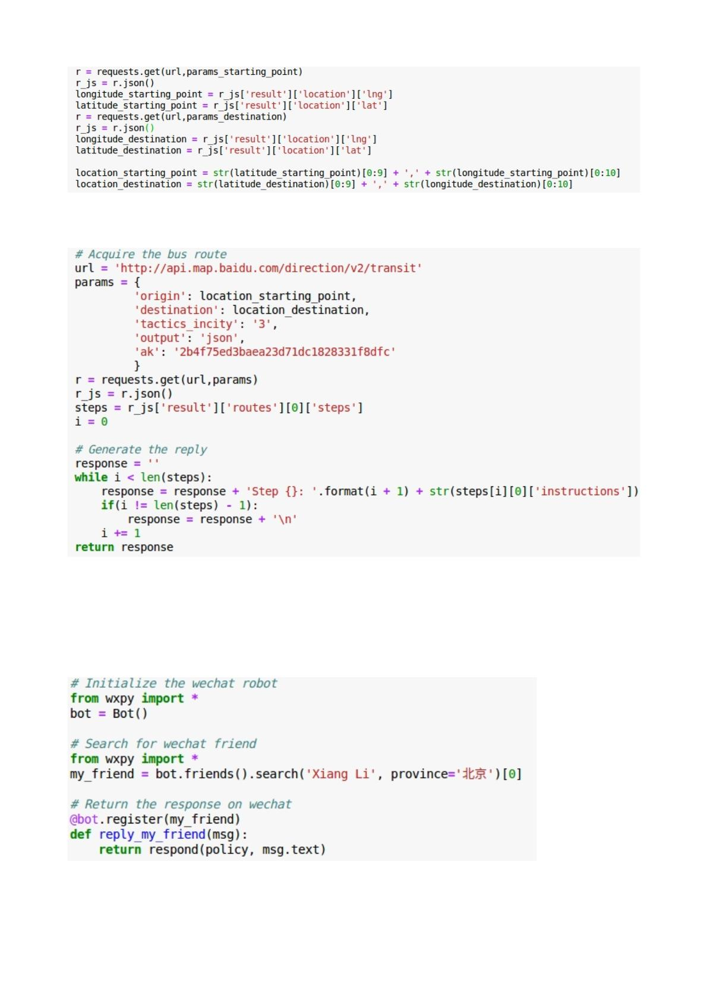 r = requests.get(url,params_starting_point)
r_js = r.json()
longitude_starting_point = r_js['result']['location']['lng']
latitude_starting_point = r_js['result']['location']['lat']
r = requests.get(url,params_destination)
r_js = r.json()
longitude_destination = r_js['result']['location']['lng']
latitude_destination = r_js['result']['location']['lat']
location_starting_point = str(latitude_starting_point)[0:9] + ',' + str(longitude_starting_point)[0:10]
location_destination = str(latitude_destination)[0:9] + ',' + str(longitude_destination)[0:10]
# Acquire the bus route
url = 'http://api.map.baidu.com/direction/v2/transit'
params = {
'origin': location_starting_point,
'destination': location_destination,
'tactics_incity': '3',
'output': 'json',
'ak': '2b4f75ed3baea23d71dc1828331f8dfc'
}
r = requests.get(url,params)
r_js = r.json()
steps = r_js['result']['routes'][0]['steps']
i = 0
# Generate the reply
response = ''
while i < len(steps):
response = response + 'Step {}: '.format(i + 1) + str(steps[i][0]['instructions'])
if(i != len(steps) - 1):
response = response + '\n'
i += 1
return response
# Initialize the wechat robot
from wxpy import *
bot = Bot()
# Search for wechat friend
from wxpy import *
my_friend = bot.friends().search('Xiang Li', province='北京')[0]
# Return the response on wechat
@bot.register(my_friend)
def reply_my_friend(msg):
return respond(policy, msg.text)